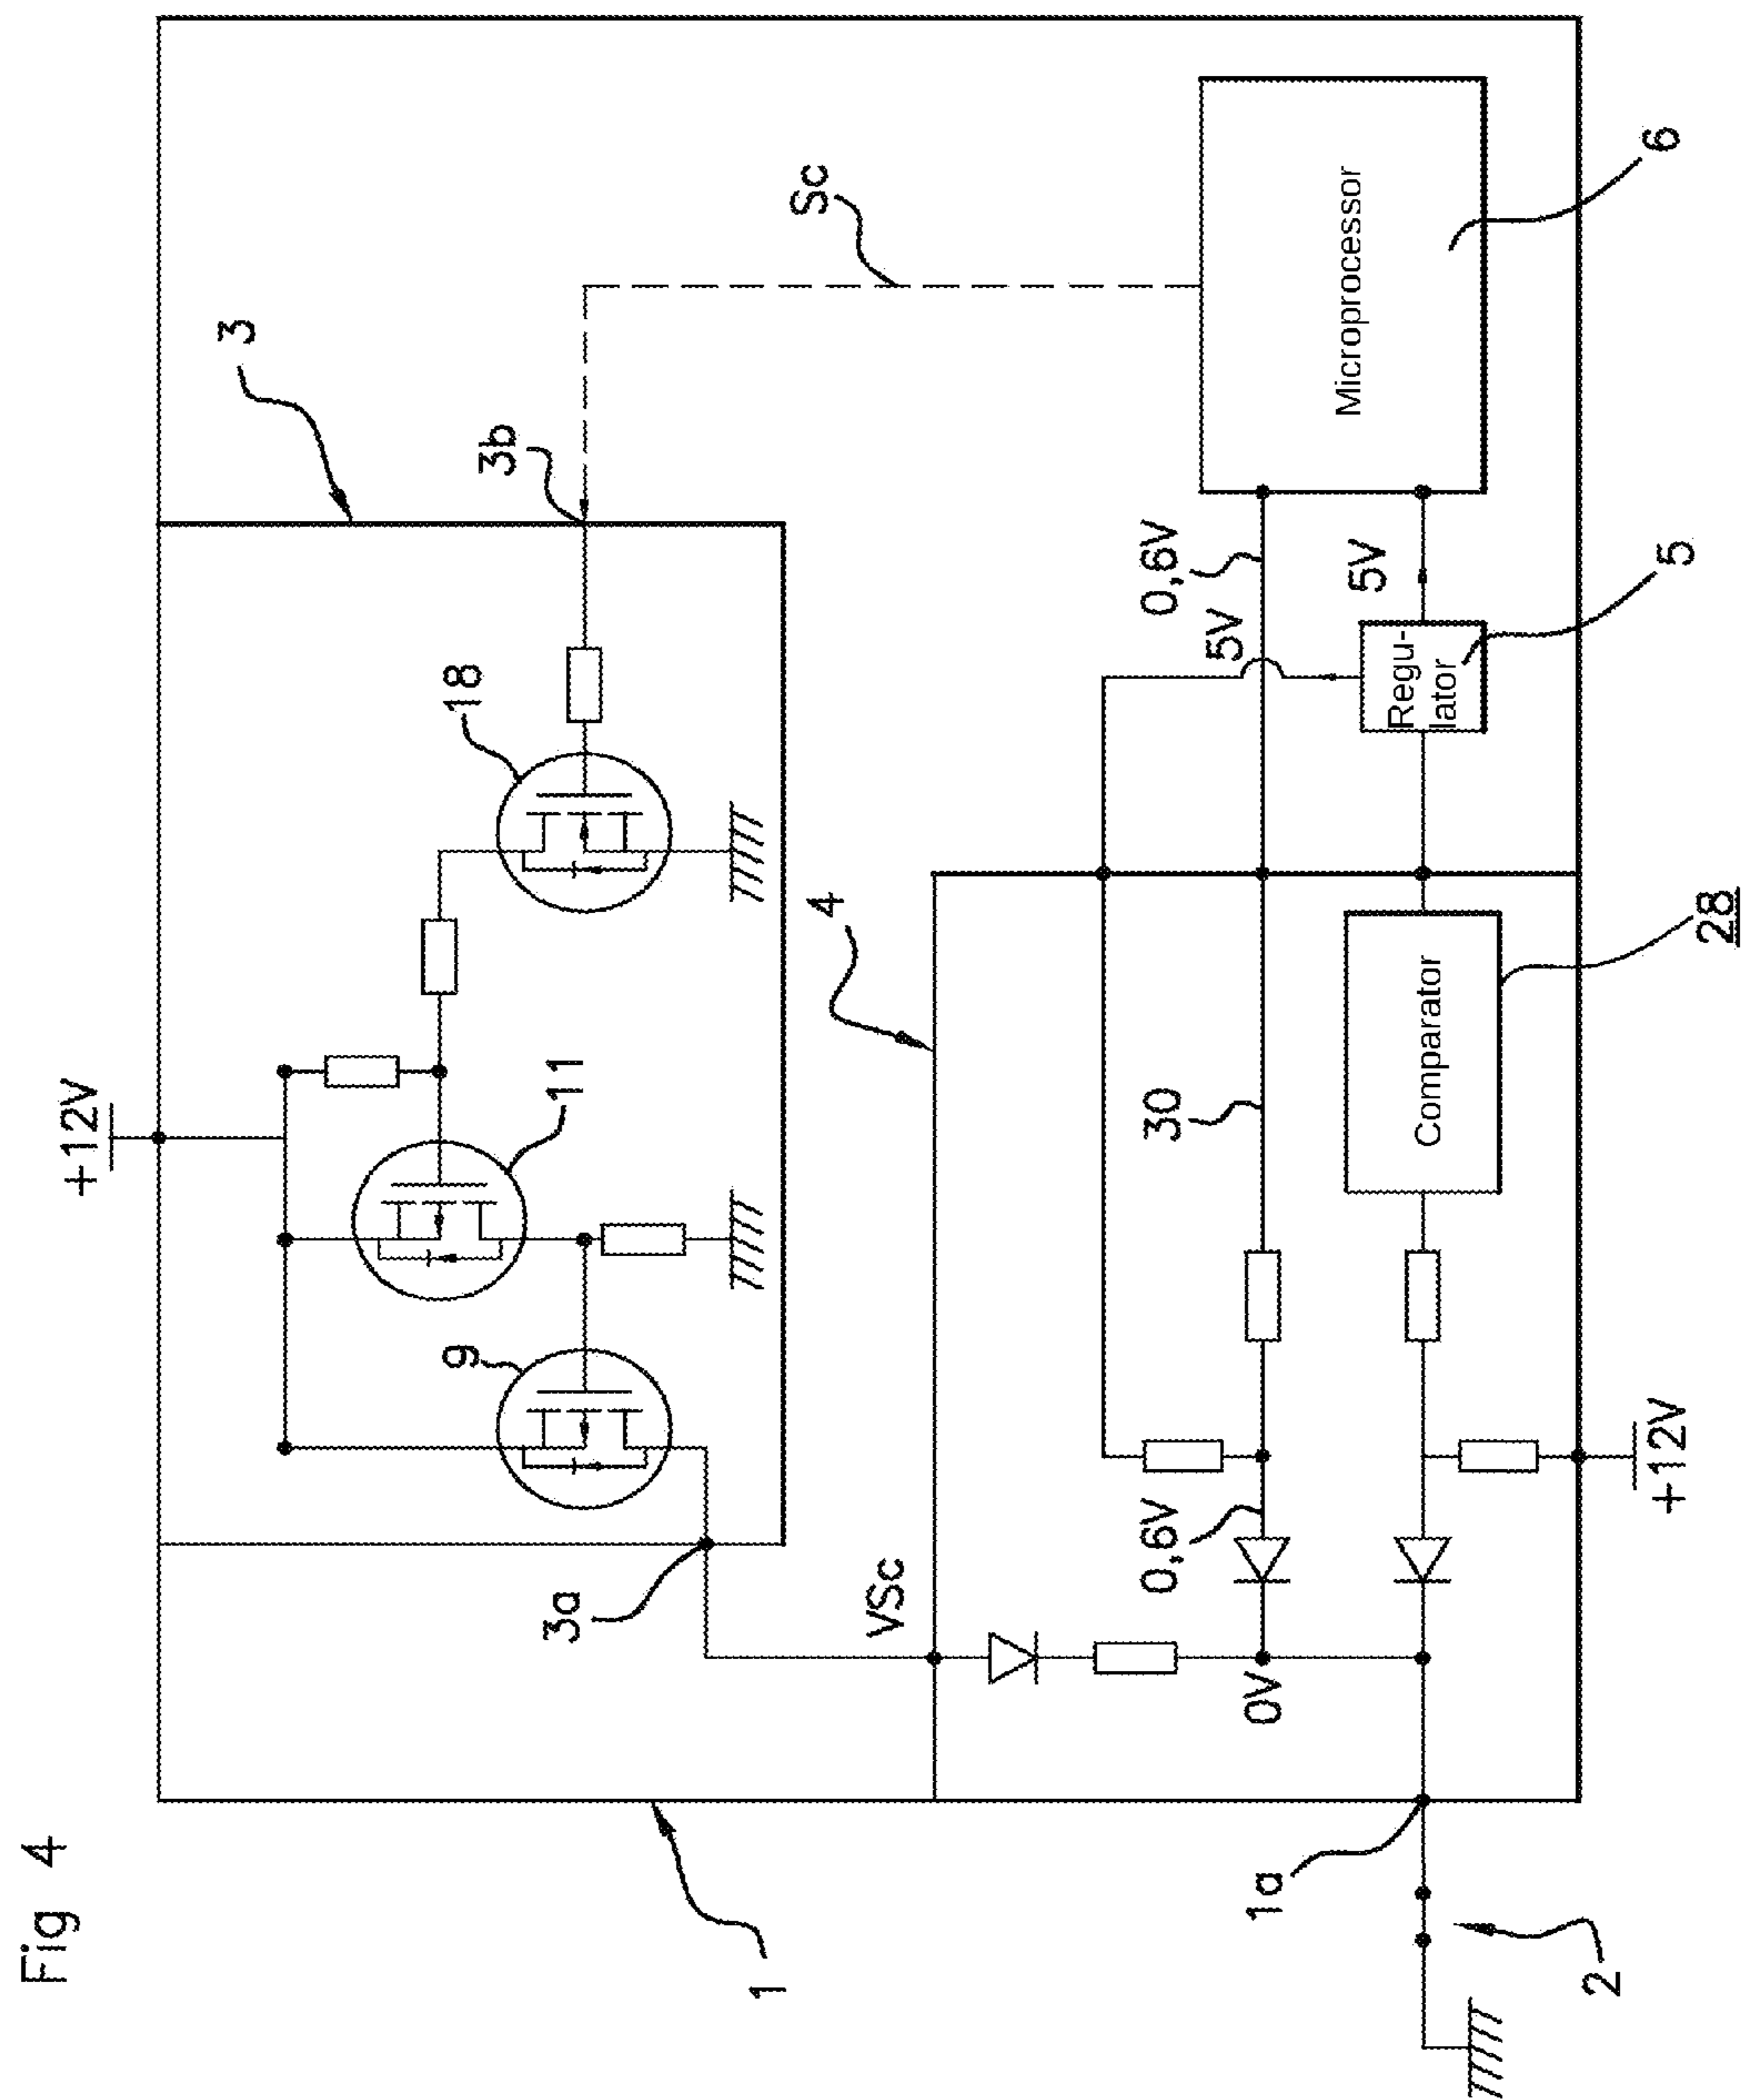 Fig 4
+12V
3
9
11
18
3b
Sc
3a
VSc
4
1
0V
0,6V
30
5V
0,6V
Comparator
Regu-
lator
5V
Microprocessor
1a
2
+12V
28
5
6